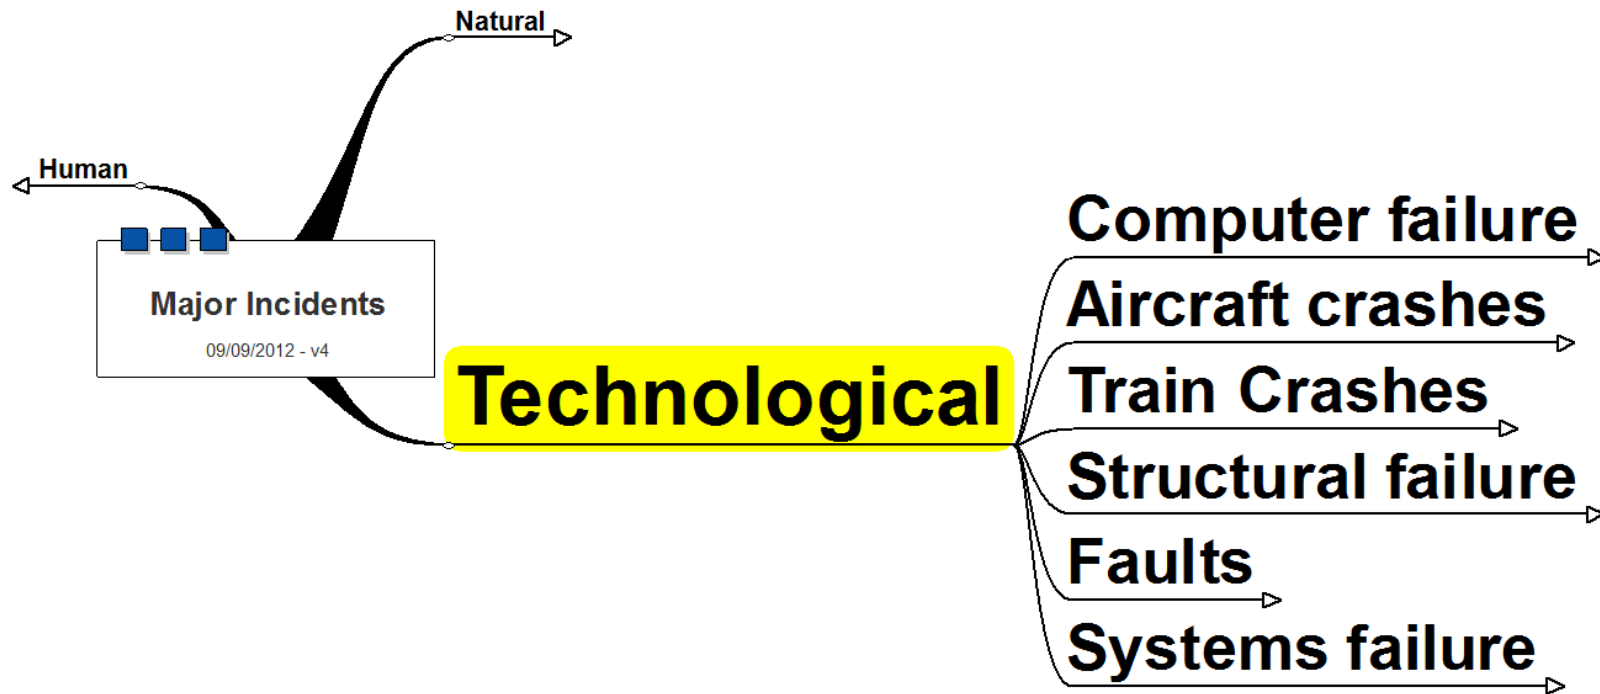 Natural
Human
Major Incidents
09/09/2012 - v4
Technological
Computer failure
Aircraft crashes
Train Crashes
Structural failure
Faults
Systems failure